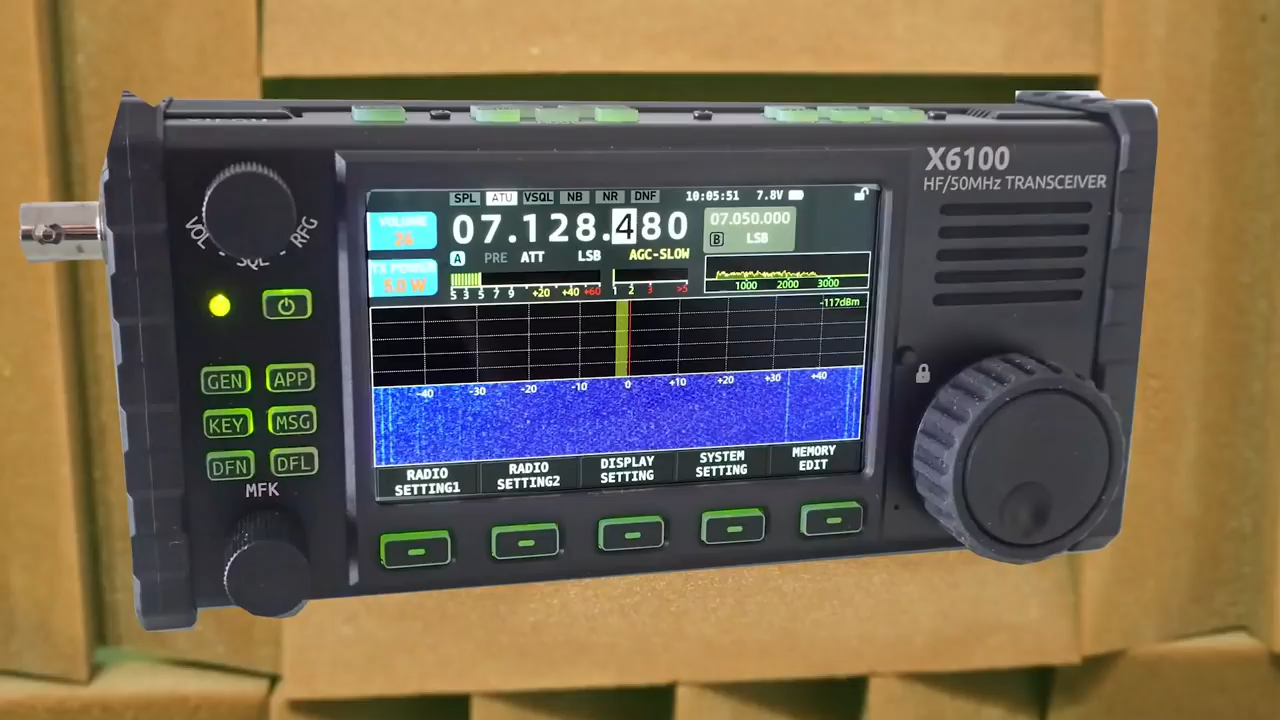 X6100
HF/50MHz TRANSCEIVER
SPL ATU VSQL NB NR DNF 10:05:51 7.8V
VOLUME
26
07.128.480
07.050.000
B LSB
A PRE ATT LSB AGC-SLOW
TX POWER
5.0 W
S 3 5 7 9 +20 +40 +60 1 2 3 >5
1000 2000 3000
-117dBm
-40 -30 -20 -10 0 +10 +20 +30 +40
RADIO SETTING1
RADIO SETTING2
DISPLAY SETTING
SYSTEM SETTING
MEMORY EDIT
VOL - SQL - RFG
GEN APP
KEY MSG
DFN DFL
MFK